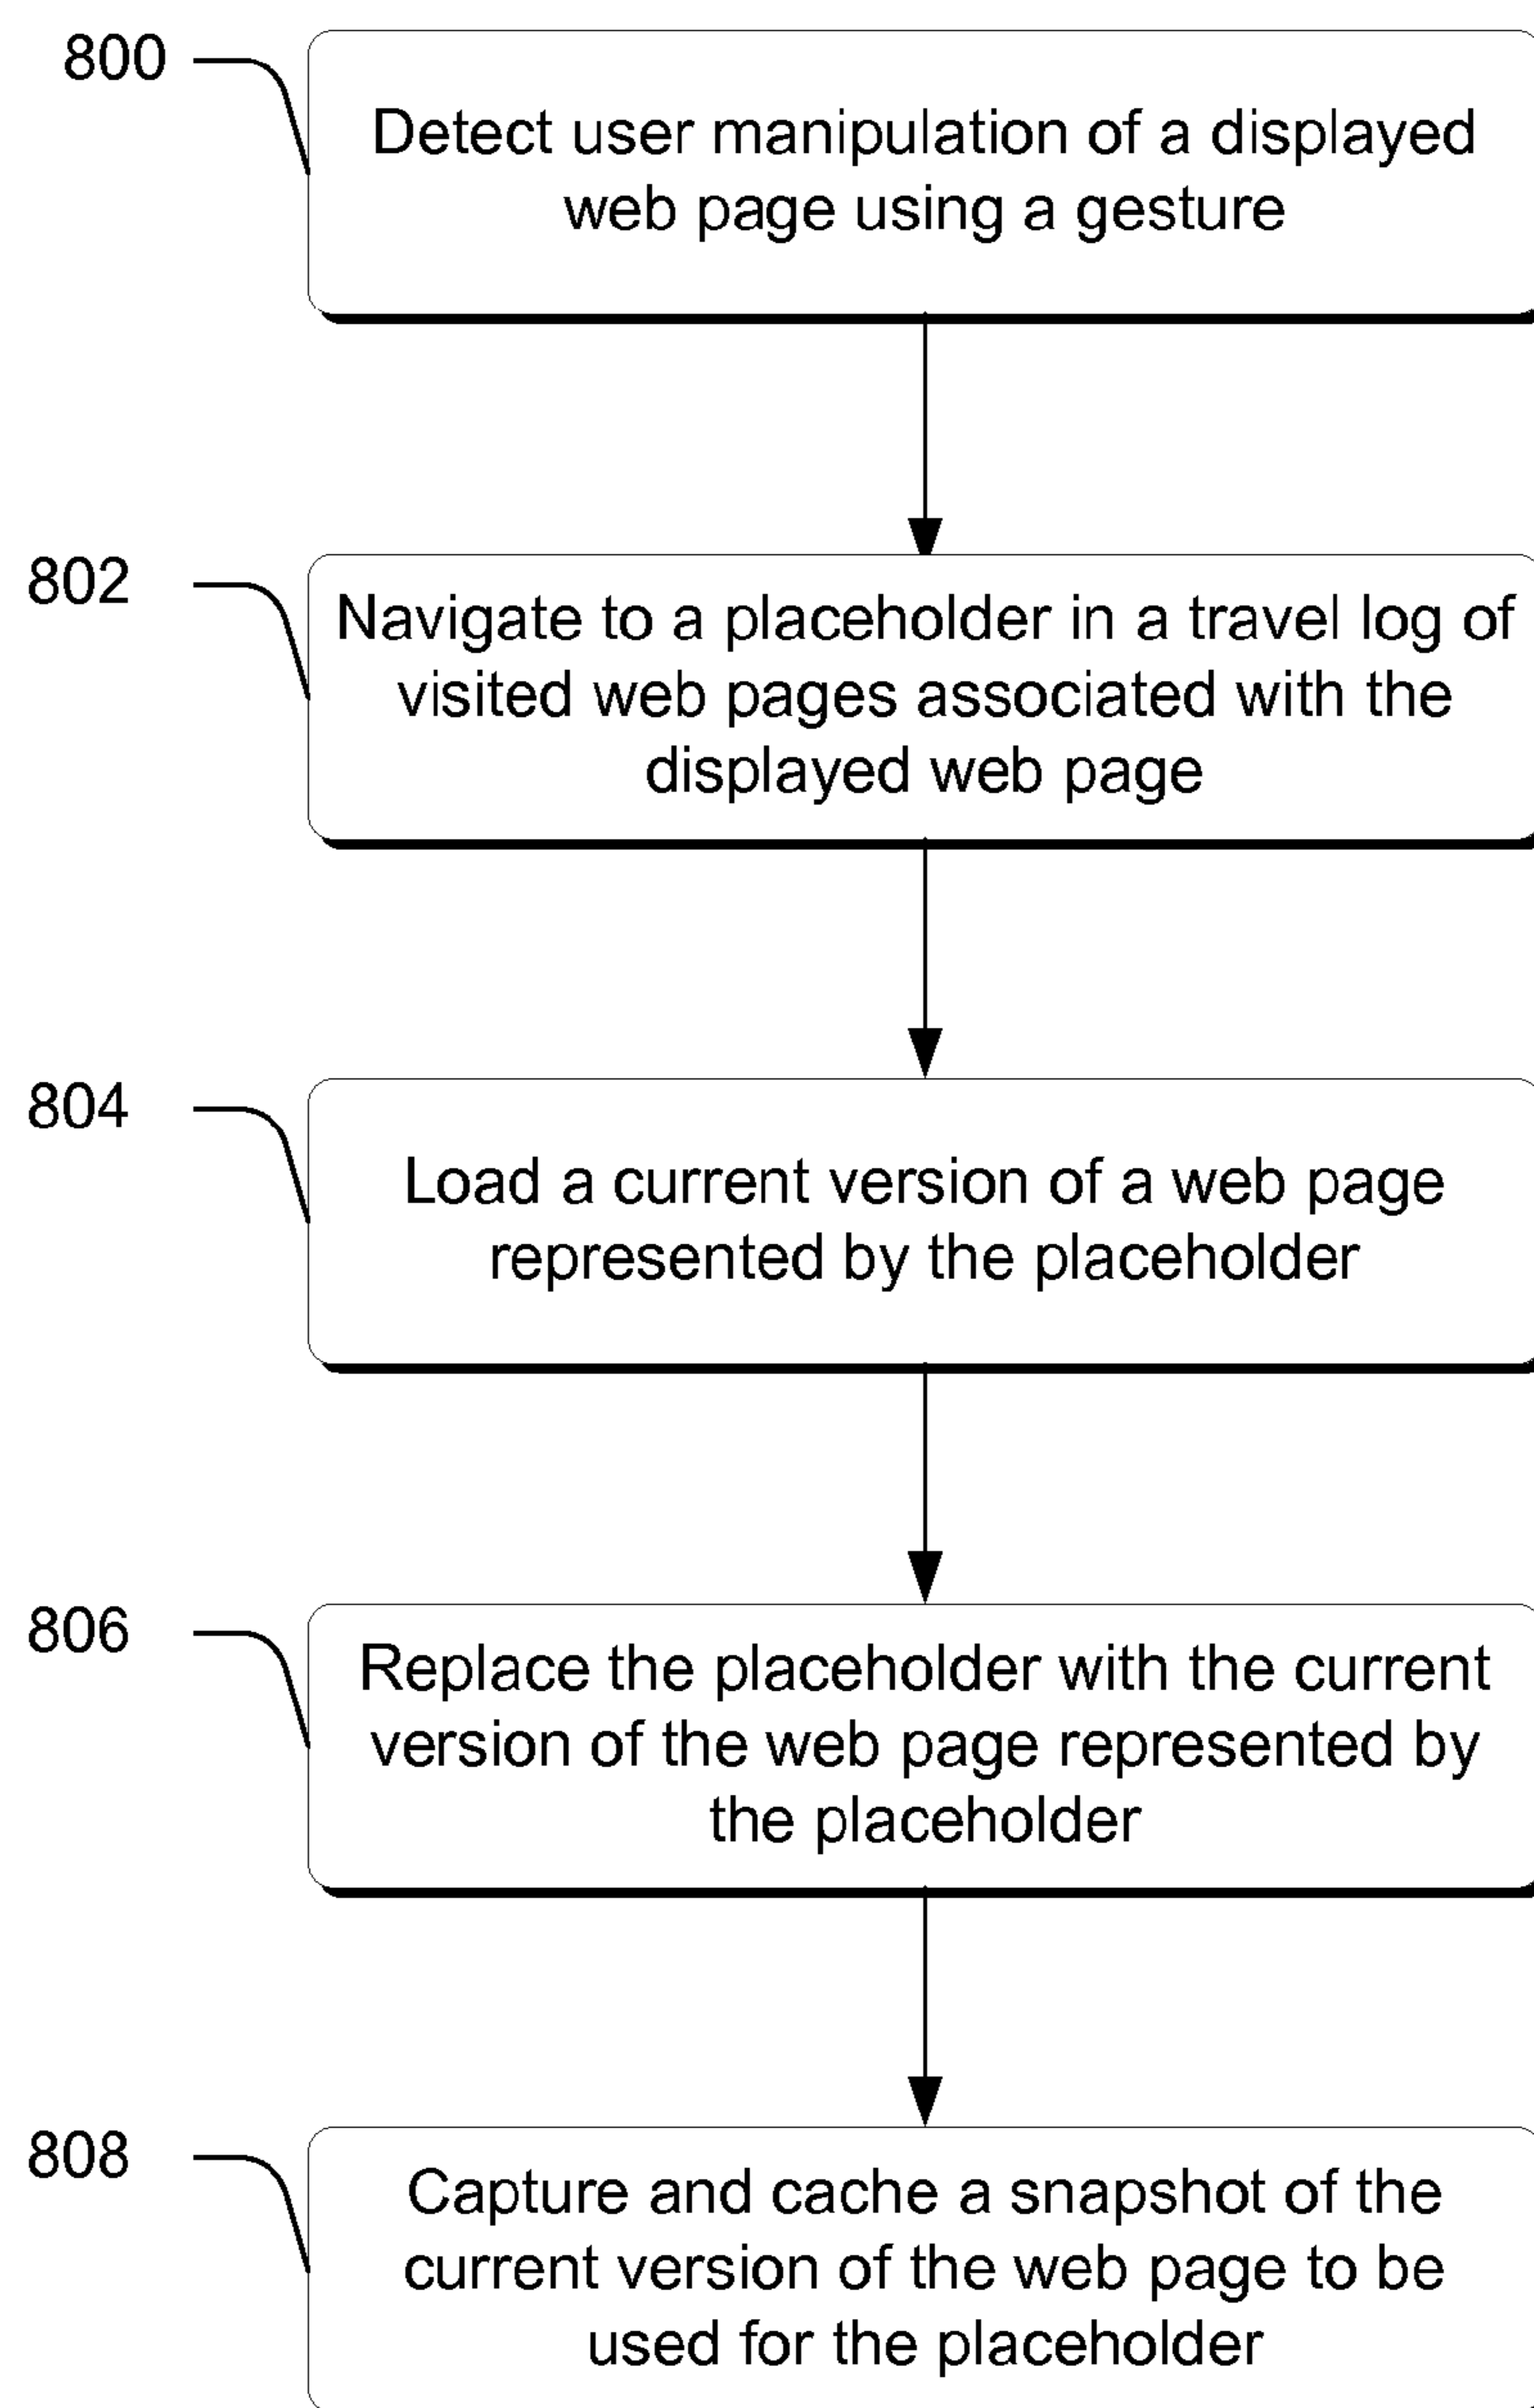 800
Detect user manipulation of a displayed
web page using a gesture
802
Navigate to a placeholder in a travel log of
visited web pages associated with the
displayed web page
804
Load a current version of a web page
represented by the placeholder
806
Replace the placeholder with the current
version of the web page represented by
the placeholder
808
Capture and cache a snapshot of the
current version of the web page to be
used for the placeholder